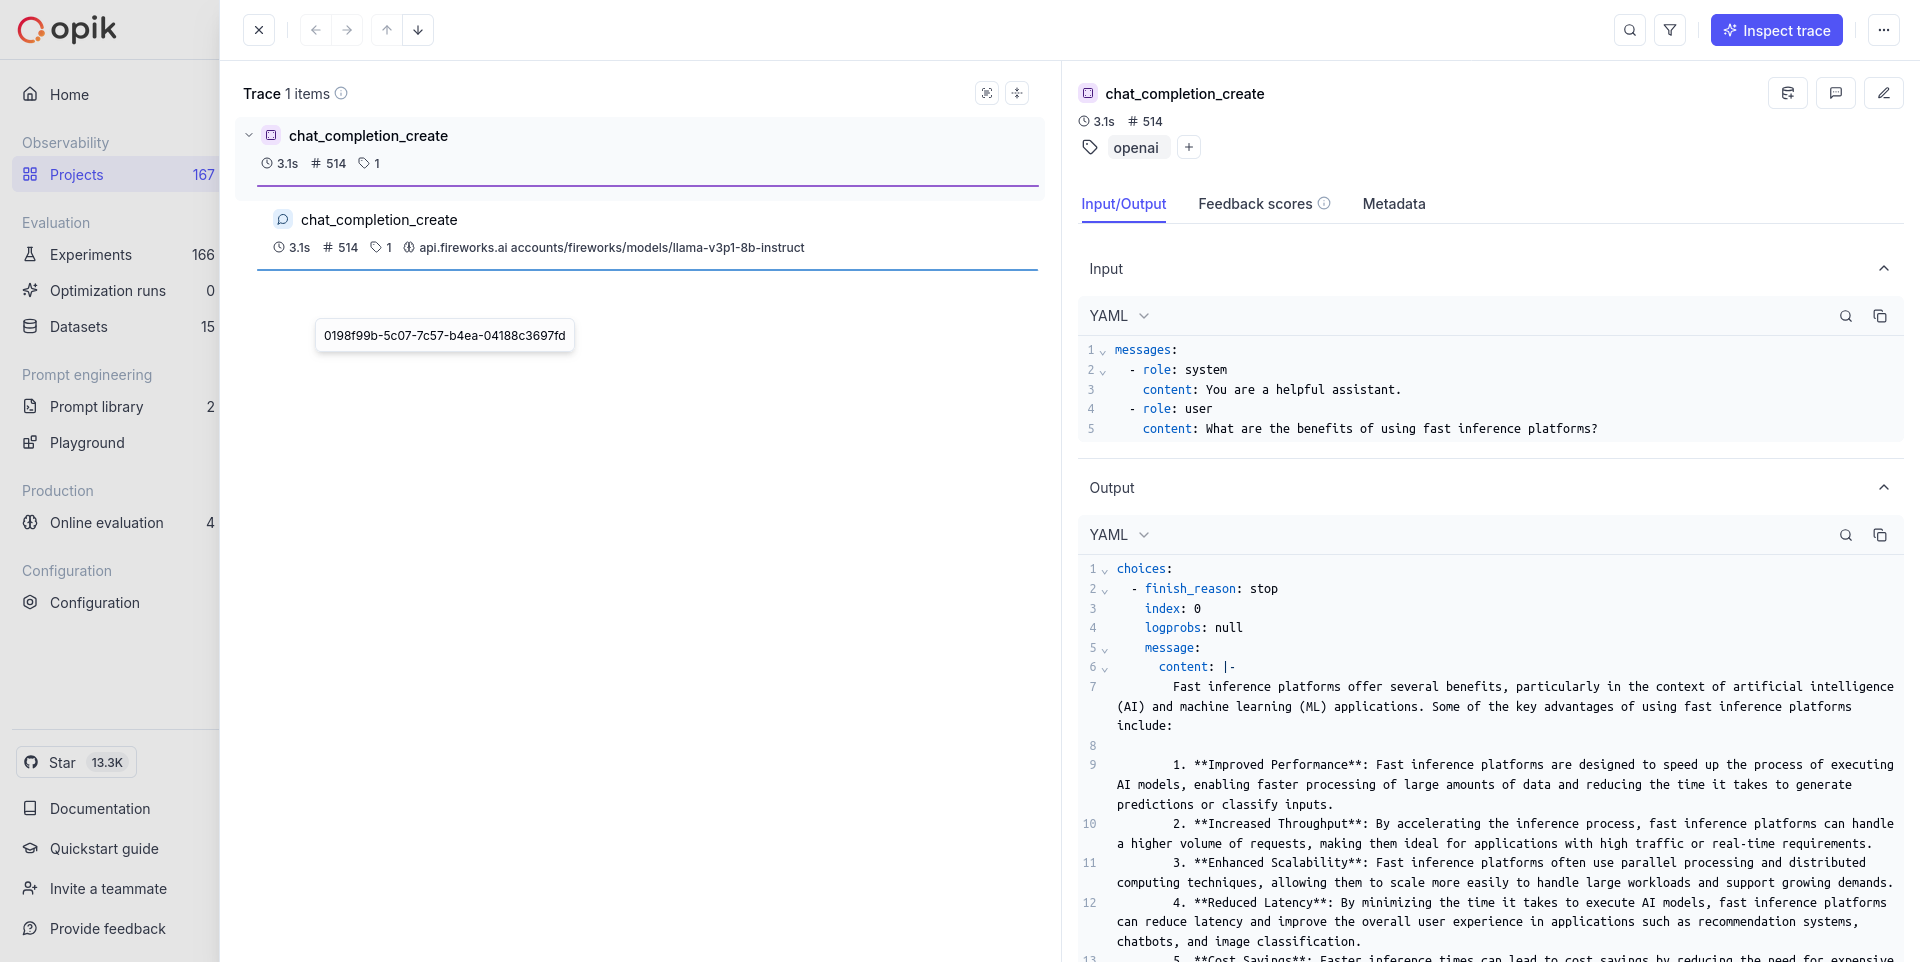 opik
Inspect trace
Home
Observability
Projects 167
Evaluation
Experiments 166
Optimization runs 0
Datasets 15
Prompt engineering
Prompt library 2
Playground
Production
Online evaluation 4
Configuration
Configuration
Star 13.3K
Documentation
Quickstart guide
Invite a teammate
Provide feedback
Trace 1 items
chat_completion_create
3.1s # 514 1
chat_completion_create
3.1s # 514 1 api.fireworks.ai accounts/fireworks/models/llama-v3p1-8b-instruct
0198f99b-5c07-7c57-b4ea-04188c3697fd
chat_completion_create
3.1s # 514
openai +
Input/Output Feedback scores Metadata
Input
YAML
1 messages:
2 - role: system
3 content: You are a helpful assistant.
4 - role: user
5 content: What are the benefits of using fast inference platforms?
Output
YAML
1 choices:
2 - finish_reason: stop
3 index: 0
4 logprobs: null
5 message:
6 content: |-
7 Fast inference platforms offer several benefits, particularly in the context of artificial intelligence
(AI) and machine learning (ML) applications. Some of the key advantages of using fast inference platforms
include:
8
9 1. **Improved Performance**: Fast inference platforms are designed to speed up the process of executing
AI models, enabling faster processing of large amounts of data and reducing the time it takes to generate
predictions or classify inputs.
10 2. **Increased Throughput**: By accelerating the inference process, fast inference platforms can handle
a higher volume of requests, making them ideal for applications with high traffic or real-time requirements.
11 3. **Enhanced Scalability**: Fast inference platforms often use parallel processing and distributed
computing techniques, allowing them to scale more easily to handle large workloads and support growing demands.
12 4. **Reduced Latency**: By minimizing the time it takes to execute AI models, fast inference platforms
can reduce latency and improve the overall user experience in applications such as recommendation systems,
chatbots, and image classification.
13 5. **Cost Savings**: Faster inference times can lead to cost savings by reducing the need for expensive